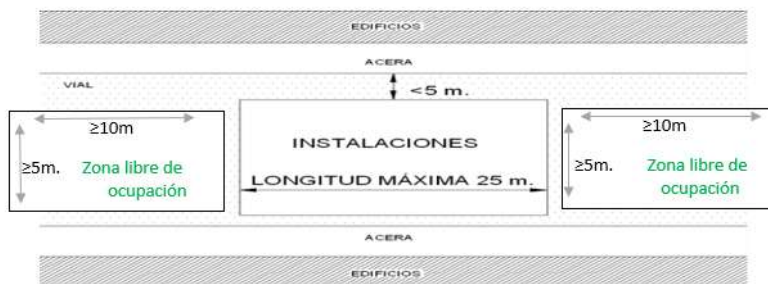 EDIFICIOS
ACERA
VIAL
<5 m.
≥10m
≥5m.
Zona libre de
ocupación
INSTALACIONES
LONGITUD MÁXIMA 25 m.
≥10m
≥5m.
Zona libre de
ocupación
ACERA
EDIFICIOS